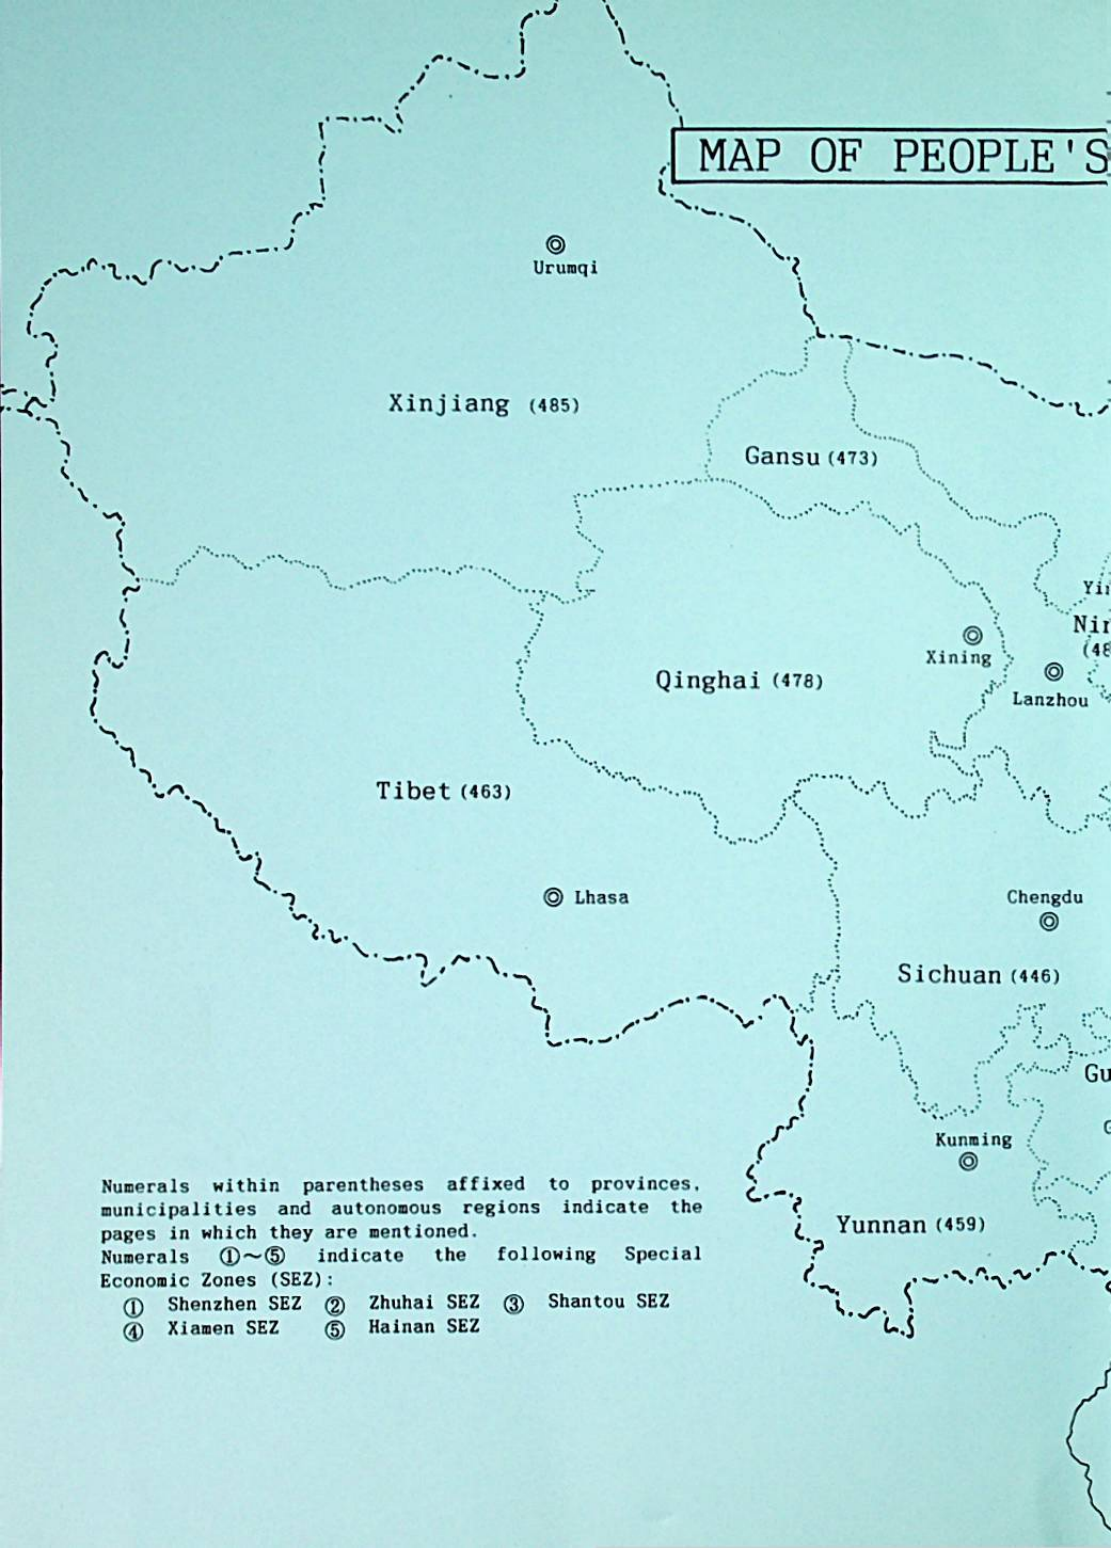 MAP OF PEOPLE'S
Urumqi
Xinjiang (485)
Gansu (473)
Xining
Qinghai (478)
Lanzhou
Tibet (463)
Lhasa
Chengdu
Sichuan (446)
Kunming
Yunnan (459)
Numerals within parentheses affixed to provinces,
municipalities and autonomous regions indicate the
pages in which they are mentioned.
Numerals ①~⑤ indicate the following Special
Economic Zones (SEZ):
① Shenzhen SEZ ② Zhuhai SEZ ③ Shantou SEZ
④ Xiamen SEZ ⑤ Hainan SEZ